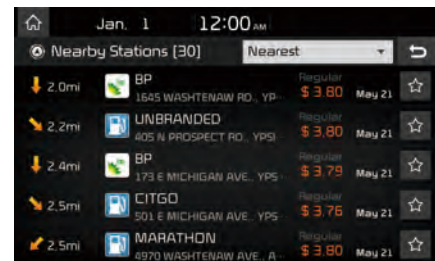 Jan. 1 12:00 AM
Nearby Stations [30] Nearest
2.0mi BP Regular
1645 WASHTENAW RD., YP... $ 3.80 May 21
2.2mi UNBRANDED Regular
405 N PROSPECT RD., YPSI... $ 3.80 May 21
2.4mi BP Regular
173 E MICHIGAN AVE., YPS... $ 3.79 May 21
2.5mi CITGO Regular
501 E MICHIGAN AVE., YPS... $ 3.76 May 21
2.5mi MARATHON Regular
4970 WASHTENAW AVE., A... $ 3.80 May 21